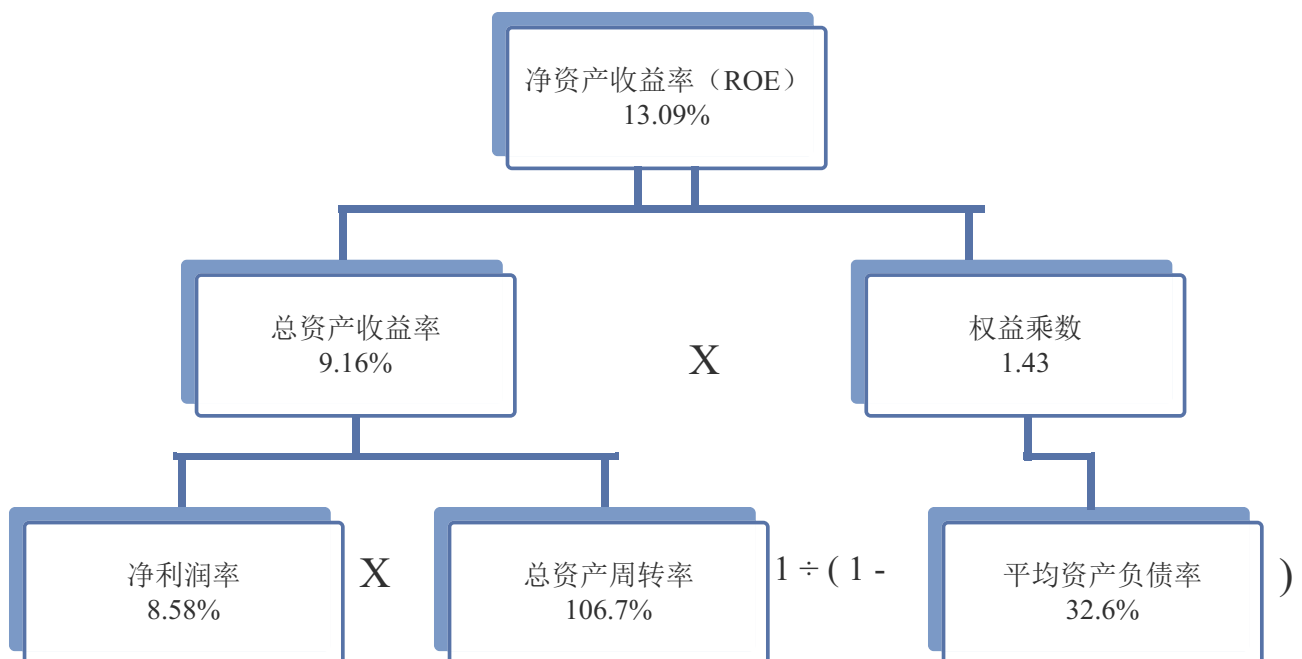 净资产收益率（ROE）
13.09%
总资产收益率
9.16%
X
权益乘数
1.43
净利润率
8.58%
X
总资产周转率
106.7%
1 ÷ ( 1 -
平均资产负债率
32.6%
)